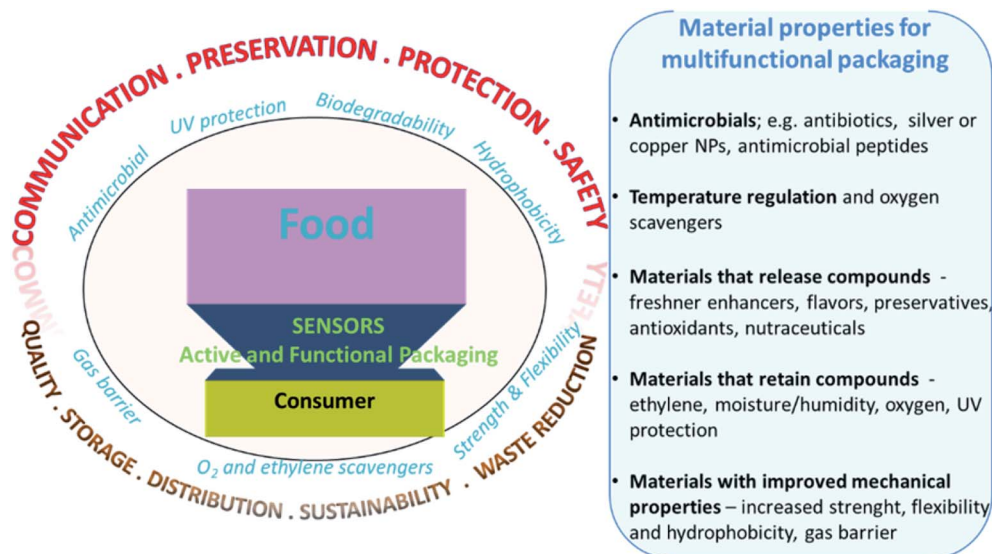 COMMUNICATION . PRESERVATION . PROTECTION . SAFETY
UV protection
Biodegradability
Antimicrobial
Hydrophobicity
Food
SENSORS
Active and Functional Packaging
Consumer
Gas barrier
Strength & Flexibility
O₂ and ethylene scavengers
QUALITY . STORAGE . DISTRIBUTION . SUSTAINABILITY . WASTE REDUCTION
Material properties for
multifunctional packaging
• Antimicrobials; e.g. antibiotics, silver or
copper NPs, antimicrobial peptides
• Temperature regulation and oxygen
scavengers
• Materials that release compounds -
freshner enhancers, flavors, preservatives,
antioxidants, nutraceuticals
• Materials that retain compounds -
ethylene, moisture/humidity, oxygen, UV
protection
• Materials with improved mechanical
properties – increased strenght, flexibility
and hydrophobicity, gas barrier